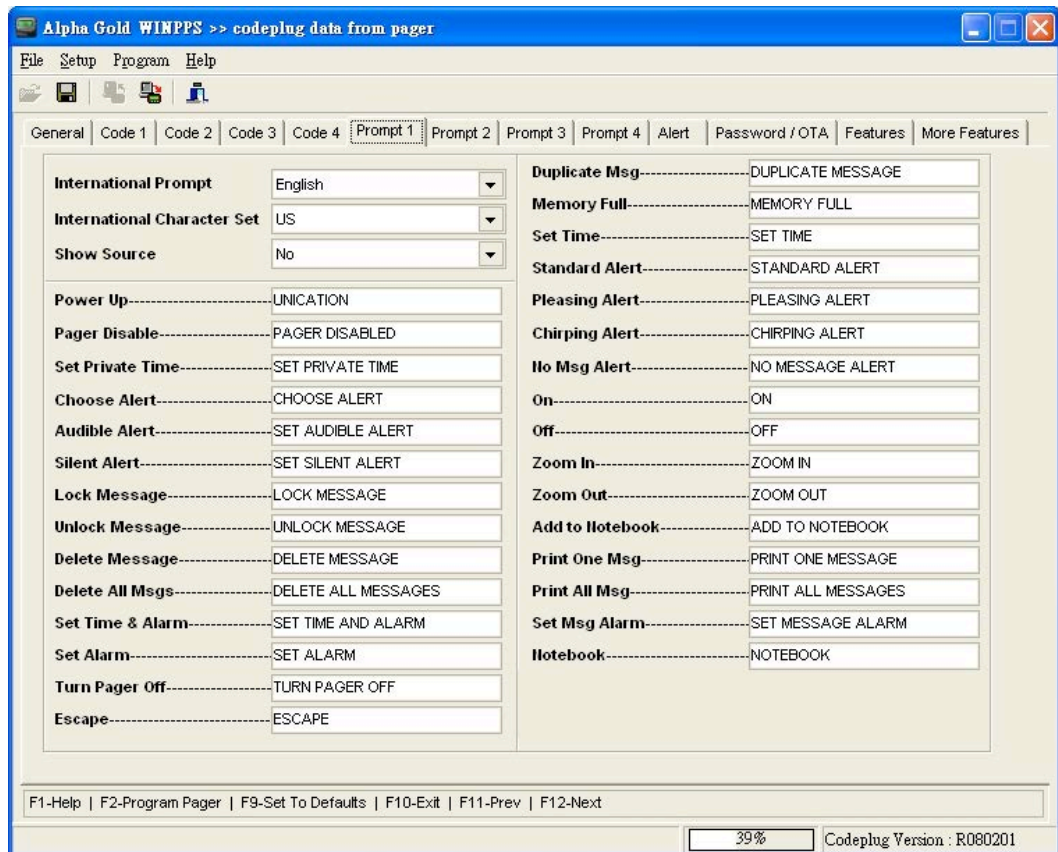 Alpha Gold WINPPS >> codeplug data from pager
File Setup Program Help
General Code 1 Code 2 Code 3 Code 4 Prompt 1 Prompt 2 Prompt 3 Prompt 4 Alert Password / OTA Features More Features
International Prompt English
International Character Set US
Show Source No
Power Up UNICATION
Pager Disable PAGER DISABLED
Set Private Time SET PRIVATE TIME
Choose Alert CHOOSE ALERT
Audible Alert SET AUDIBLE ALERT
Silent Alert SET SILENT ALERT
Lock Message LOCK MESSAGE
Unlock Message UNLOCK MESSAGE
Delete Message DELETE MESSAGE
Delete All Msgs DELETE ALL MESSAGES
Set Time & Alarm SET TIME AND ALARM
Set Alarm SET ALARM
Turn Pager Off TURN PAGER OFF
Escape ESCAPE
Duplicate Msg DUPLICATE MESSAGE
Memory Full MEMORY FULL
Set Time SET TIME
Standard Alert STANDARD ALERT
Pleasing Alert PLEASING ALERT
Chirping Alert CHIRPING ALERT
No Msg Alert NO MESSAGE ALERT
On ON
Off OFF
Zoom In ZOOM IN
Zoom Out ZOOM OUT
Add to Notebook ADD TO NOTEBOOK
Print One Msg PRINT ONE MESSAGE
Print All Msg PRINT ALL MESSAGES
Set Msg Alarm SET MESSAGE ALARM
Notebook NOTEBOOK
F1-Help | F2-Program Pager | F9-Set To Defaults | F10-Exit | F11-Prev | F12-Next
39% Codeplug Version : R080201